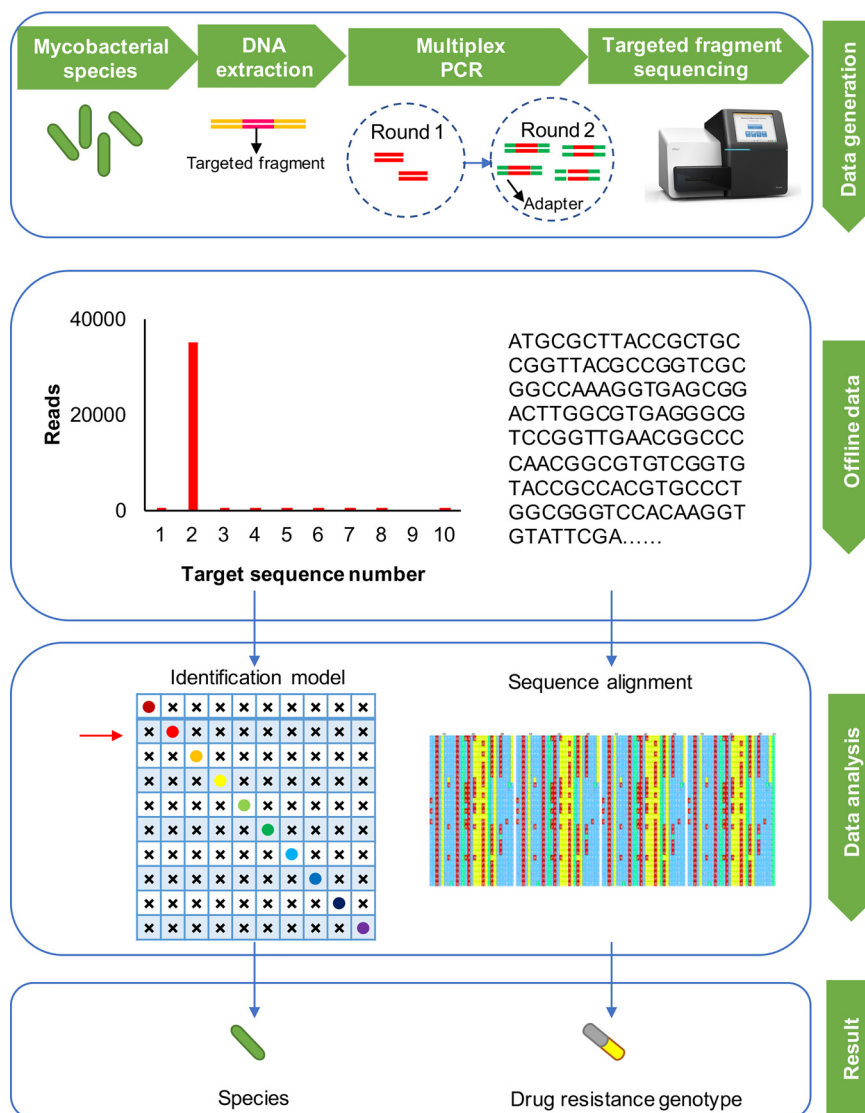 Mycobacterial
species
DNA
extraction
Multiplex
PCR
Targeted fragment
sequencing
Data generation
Targeted fragment
Round 1
Round 2
Adapter
40000
20000
0
Reads
1 2 3 4 5 6 7 8 9 10
Target sequence number
ATGCGCTTACCGCTGC
CGGTTACGCCGGTCGC
GGCCAAAGGTGAGCGG
ACTTGGCGTGAGGGCG
TCCGGTTGAACGGCCC
CAACGGCGTGTCGGTG
TACCGCCACGTGCCCT
GGCGGGTCCACAAGGT
GTATTCGA......
Offline data
Identification model
Sequence alignment
Data analysis
Species
Drug resistance genotype
Result